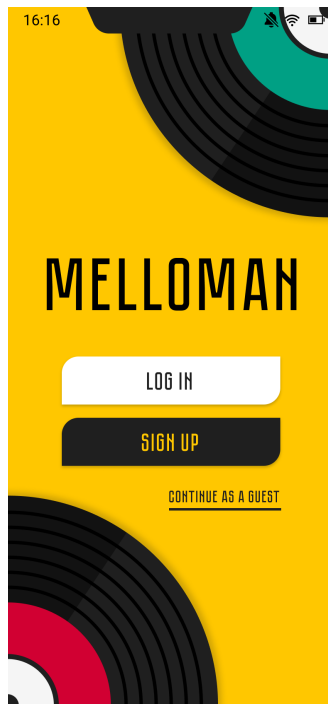 16:16
MELLOMAN
LOG IN
SIGN UP
CONTINUE AS A GUEST